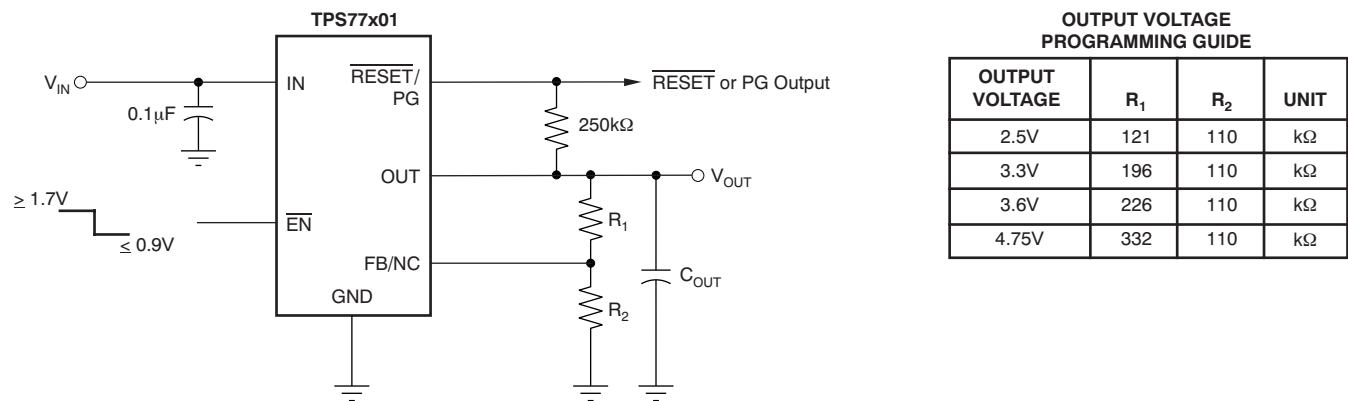 TPS77x01
V_IN
IN
RESET/
PG
RESET or PG Output
0.1μF
250kΩ
OUT
V_OUT
≥ 1.7V
≤ 0.9V
EN
R_1
FB/NC
C_OUT
GND
R_2
OUTPUT VOLTAGE
PROGRAMMING GUIDE
OUTPUT VOLTAGE R_1 R_2 UNIT
2.5V 121 110 kΩ
3.3V 196 110 kΩ
3.6V 226 110 kΩ
4.75V 332 110 kΩ